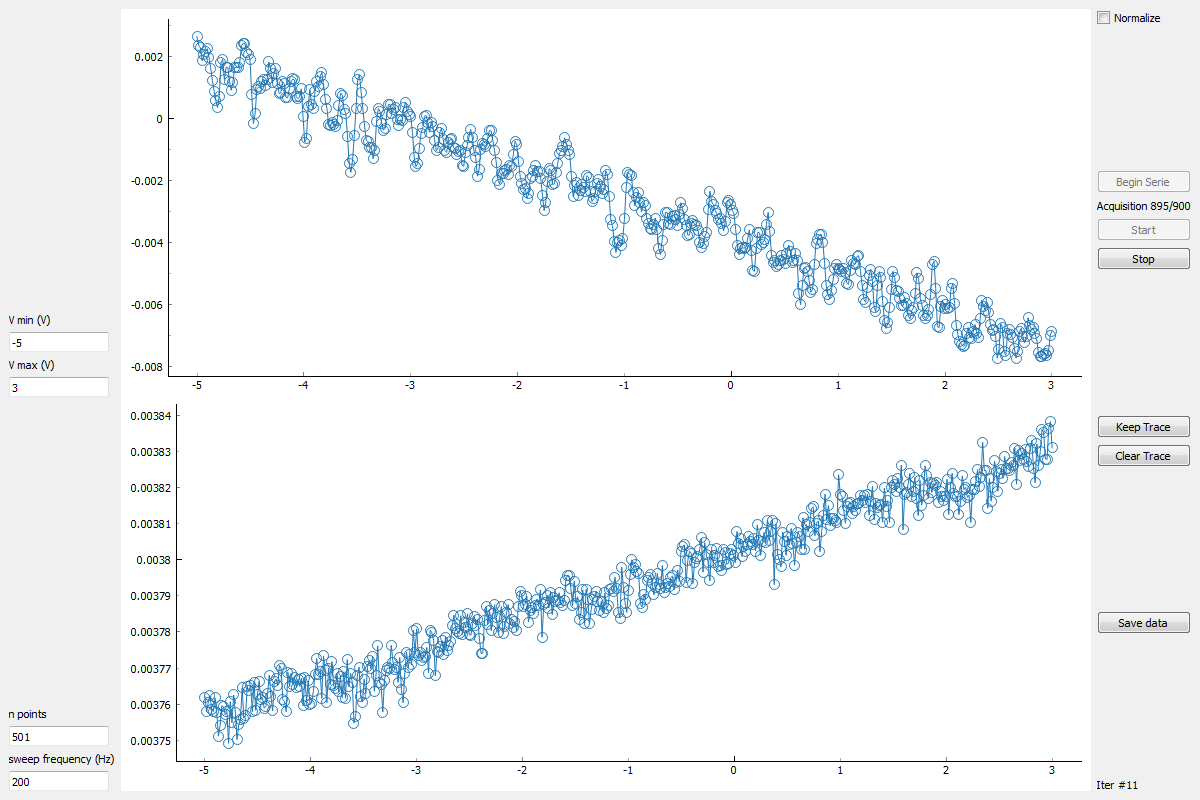 Normalize
0.002
0
-0.002
-0.004
-0.006
-0.008
-5 -4 -3 -2 -1 0 1 2 3
Begin Serie
Acquisition 895/900
Start
Stop
V min (V)
-5
V max (V)
3
0.00384
0.00383
0.00382
0.00381
0.0038
0.00379
0.00378
0.00377
0.00376
0.00375
-5 -4 -3 -2 -1 0 1 2 3
Keep Trace
Clear Trace
Save data
n points
501
sweep frequency (Hz)
200
Iter #11